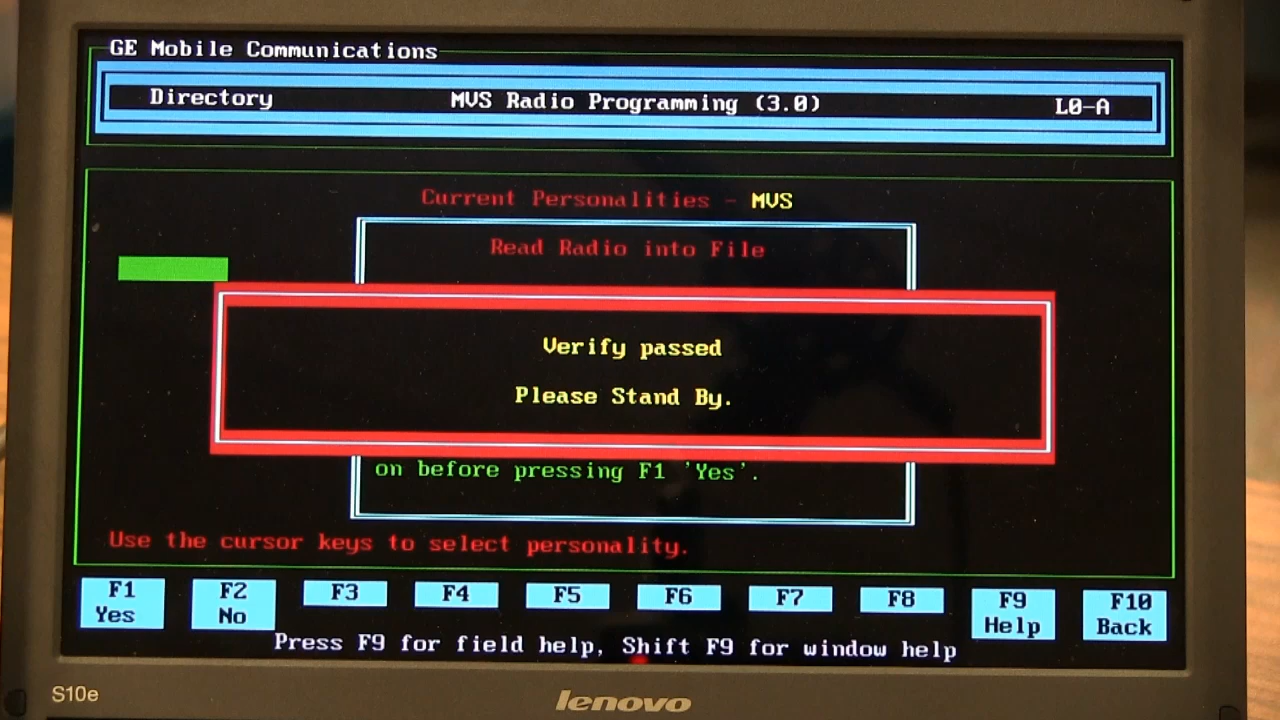 GE Mobile Communications
Directory MVS Radio Programming (3.0) L0-A
Current Personalities - MVS
Read Radio into File
Verify passed
Please Stand By.
on before pressing F1 'Yes'.
Use the cursor keys to select personality.
F1 F2 F3 F4 F5 F6 F7 F8 F9 F10
Yes No Help Back
Press F9 for field help, Shift F9 for window help
S10e lenovo